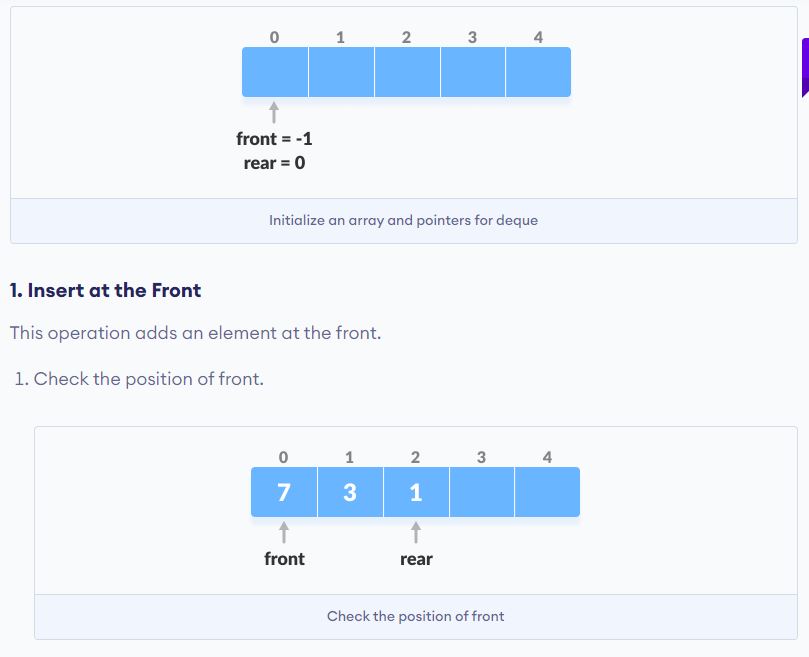 0 1 2 3 4
front = -1
rear = 0
Initialize an array and pointers for deque
1. Insert at the Front
This operation adds an element at the front.
1. Check the position of front.
0 1 2 3 4
7 3 1
front rear
Check the position of front